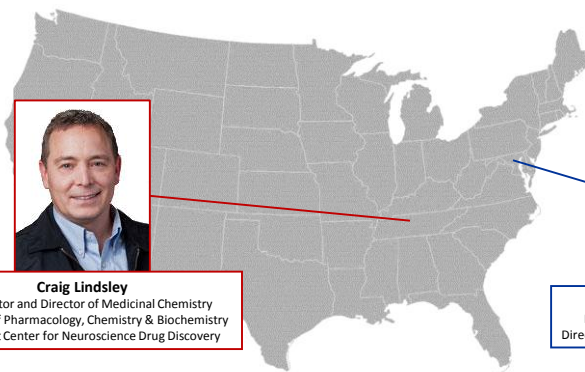 Craig Lindsley
tor and Director of Medicinal Chemistry
Pharmacology, Chemistry & Biochemistry
Center for Neuroscience Drug Discovery
Dire